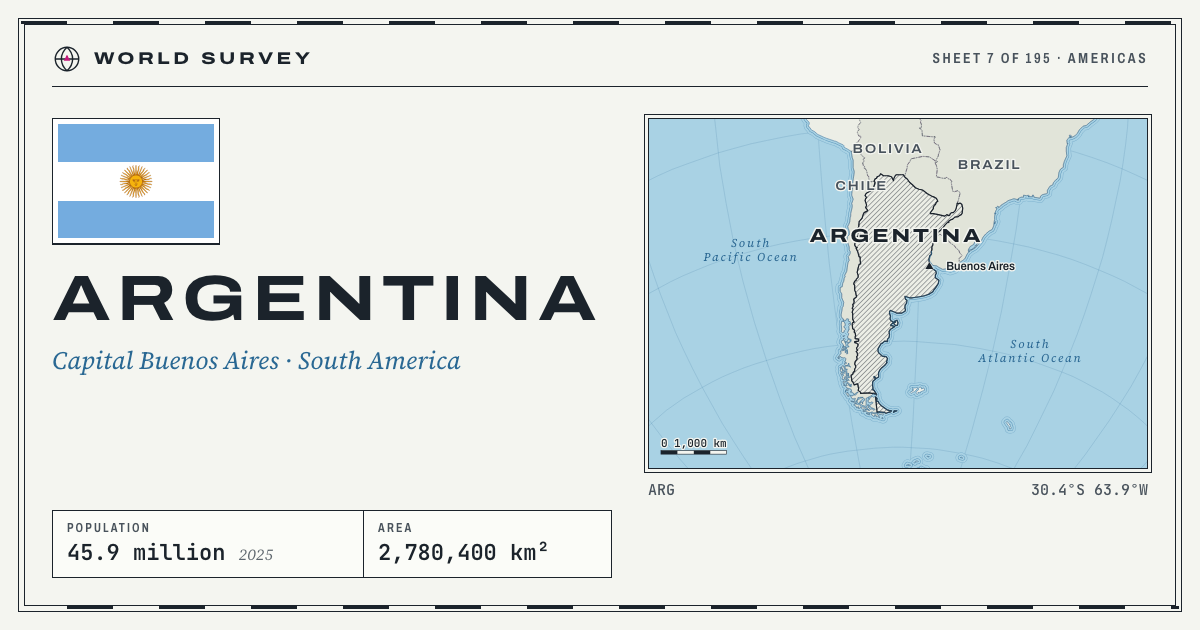 WORLD SURVEY
SHEET 7 OF 195 · AMERICAS
ARGENTINA
Capital Buenos Aires · South America
BOLIVIA
BRAZIL
CHILE
ARGENTINA
South
Pacific Ocean
Buenos Aires
South
Atlantic Ocean
0 1,000 km
ARG
30.4°S 63.9°W
POPULATION
45.9 million 2025
AREA
2,780,400 km²